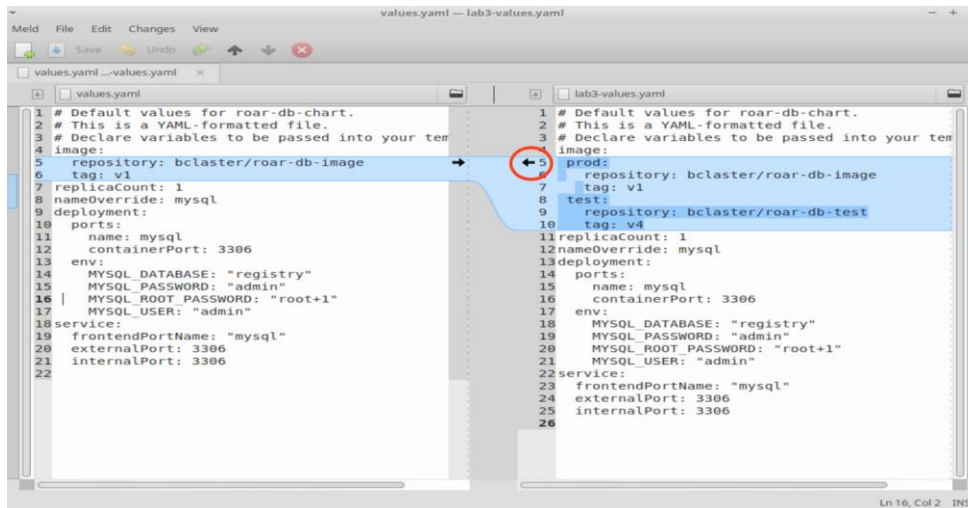 values.yaml — lab3-values.yaml
Meld File Edit Changes View
Save Undo
values.yaml ...-values.yaml ×
values.yaml
1 # Default values for roar-db-chart.
2 # This is a YAML-formatted file.
3 # Declare variables to be passed into your tem
4 image:
5   repository: bclaster/roar-db-image
6   tag: v1
7 replicaCount: 1
8 nameOverride: mysql
9 deployment:
10   ports:
11     name: mysql
12     containerPort: 3306
13   env:
14     MYSQL_DATABASE: "registry"
15     MYSQL_PASSWORD: "admin"
16     MYSQL_ROOT_PASSWORD: "root+1"
17     MYSQL_USER: "admin"
18 service:
19   frontendPortName: "mysql"
20   externalPort: 3306
21   internalPort: 3306
22
lab3-values.yaml
1 # Default values for roar-db-chart.
2 # This is a YAML-formatted file.
3 # Declare variables to be passed into your tem
4 image:
5  prod:
6    repository: bclaster/roar-db-image
7   tag: v1
8  test:
9    repository: bclaster/roar-db-test
10    tag: v4
11 replicaCount: 1
12 nameOverride: mysql
13 deployment:
14   ports:
15     name: mysql
16     containerPort: 3306
17   env:
18     MYSQL_DATABASE: "registry"
19     MYSQL_PASSWORD: "admin"
20     MYSQL_ROOT_PASSWORD: "root+1"
21     MYSQL_USER: "admin"
22 service:
23   frontendPortName: "mysql"
24   externalPort: 3306
25   internalPort: 3306
26
Ln 16, Col 2 INS